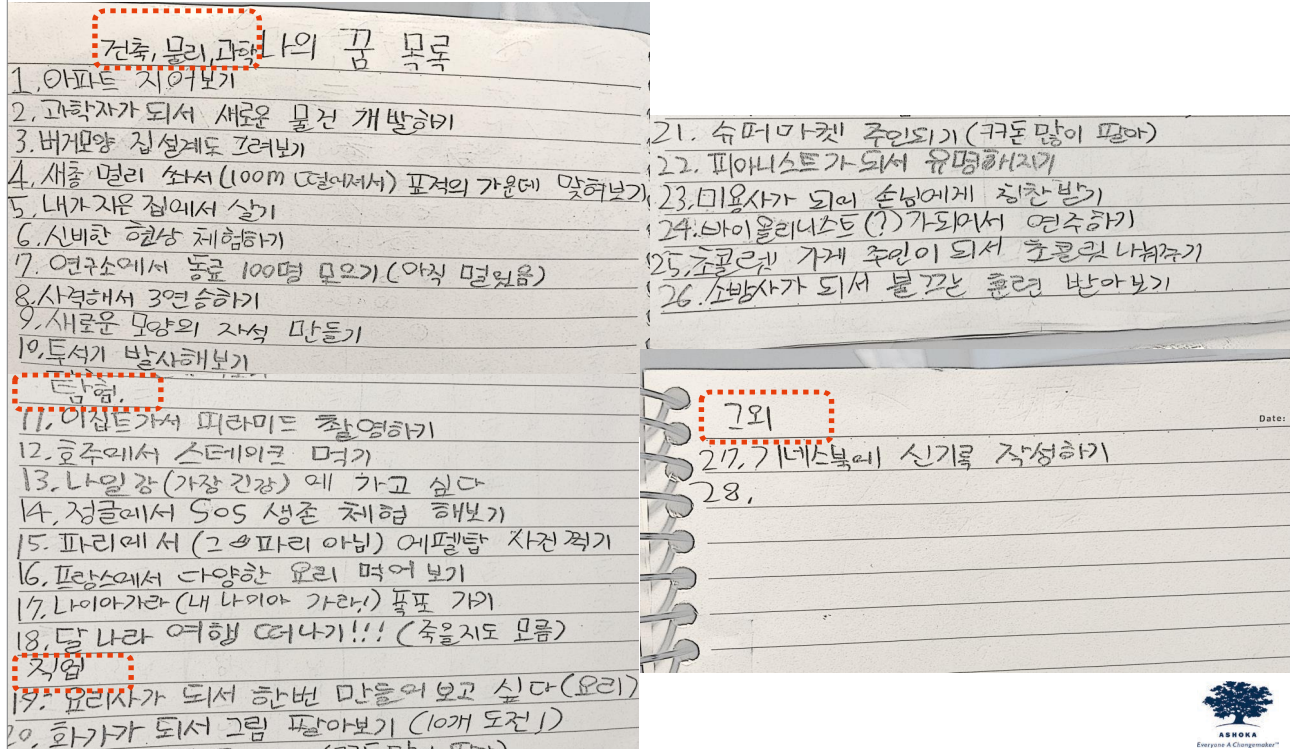 건축, 물리, 과학 나의 꿈 목록
1. 아파트 지어보기
2. 과학자가 되서 새로운 물건 개발하기
3. 버거모양 집 설계도 그려보기
4. 새총 멀리 쏴서(100m 떨어져서) 표적의 가운데 맞혀보기
5. 내가 지은 집에서 살기
6. 신비한 현상 체험하기
7. 연구소에서 동료 100명 모으기(아직 멀었음)
8. 사격해서 3연승하기
9. 새로운 모양의 자석 만들기
10. 투석기 발사해보기
탐험.
11. 이집트가서 피라미드 촬영하기
12. 호주에서 스테이크 먹기
13. 나일강(가장 긴강)에 가고 싶다
14. 정글에서 SOS 생존 체험 해보기
15. 파리에서 (그 파리 아님) 에펠탑 사진 찍기
16. 프랑스에서 다양한 요리 먹어 보기
17. 나이아가라(내 나이야 가라!) 폭포 가기
18. 달 나라 여행 떠나기!!! (죽을지도 모름)
직업
19. 요리사가 되서 한번 만들어 보고 싶다(요리)
20. 화가가 되서 그림 팔아보기 (10개 도전!)
21. 슈퍼마켓 주인되기(ㅋㅋ돈 많이 팔아)
22. 피아니스트가 되서 유명해지기
23. 미용사가 되어 손님에게 칭찬받기
24. 바이올리니스트(?)가되어서 연주하기
25. 초콜렛 가게 주인이 되서 초콜릿 나눠주기
26. 소방사가 되서 불끄는 훈련 받아보기
그외
Date:
27. 기네스북에 신기록 작성하기
28.
ASHOKA
Everyone A Changemaker™